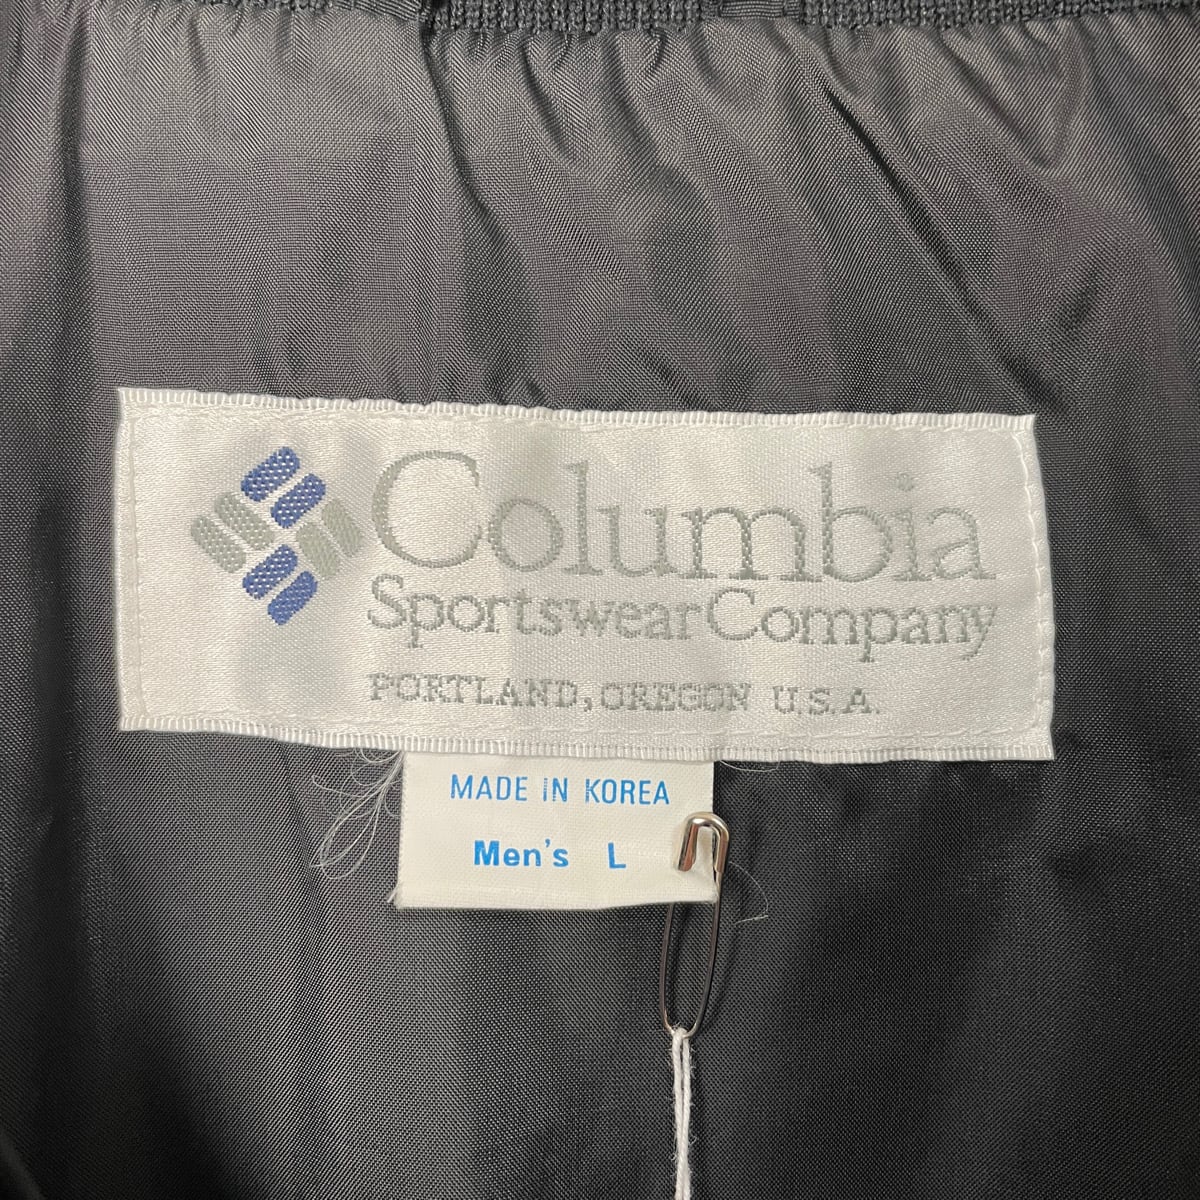 Columbia
Sportswear Company
PORTLAND, OREGON U.S.A.
MADE IN KOREA
Men's L